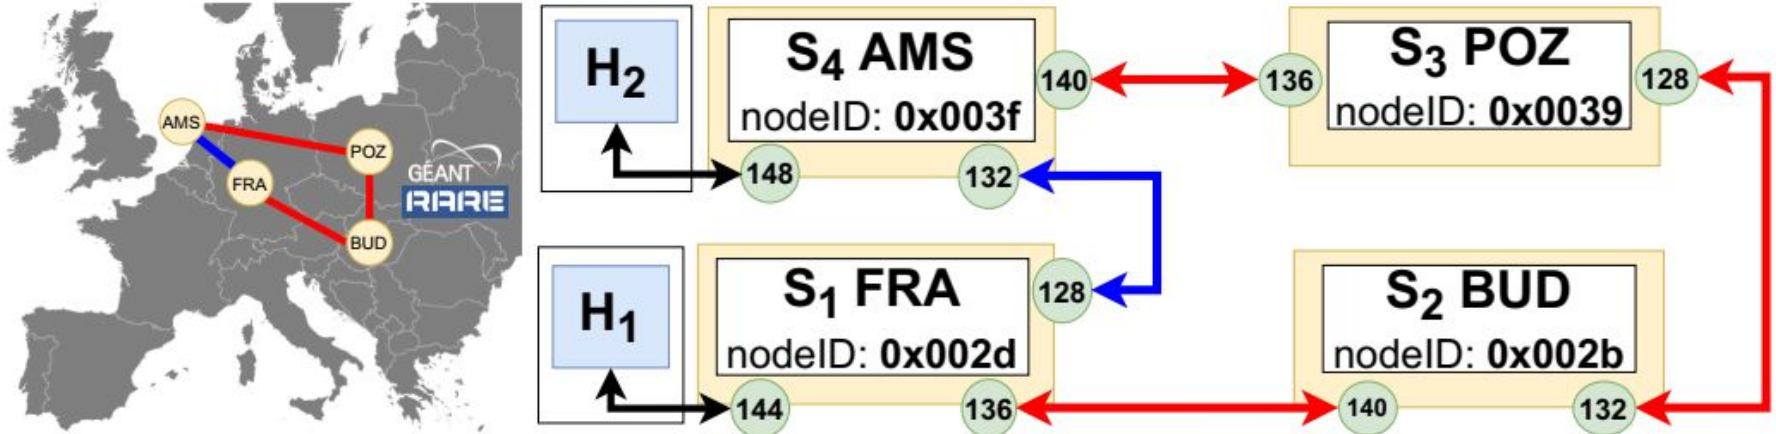 AMS
POZ
FRA
BUD
GÉANT
RARE
H2
S4 AMS
nodeID: 0x003f
140
148
132
136
S3 POZ
nodeID: 0x0039
128
H1
S1 FRA
nodeID: 0x002d
128
144
136
S2 BUD
nodeID: 0x002b
140
132